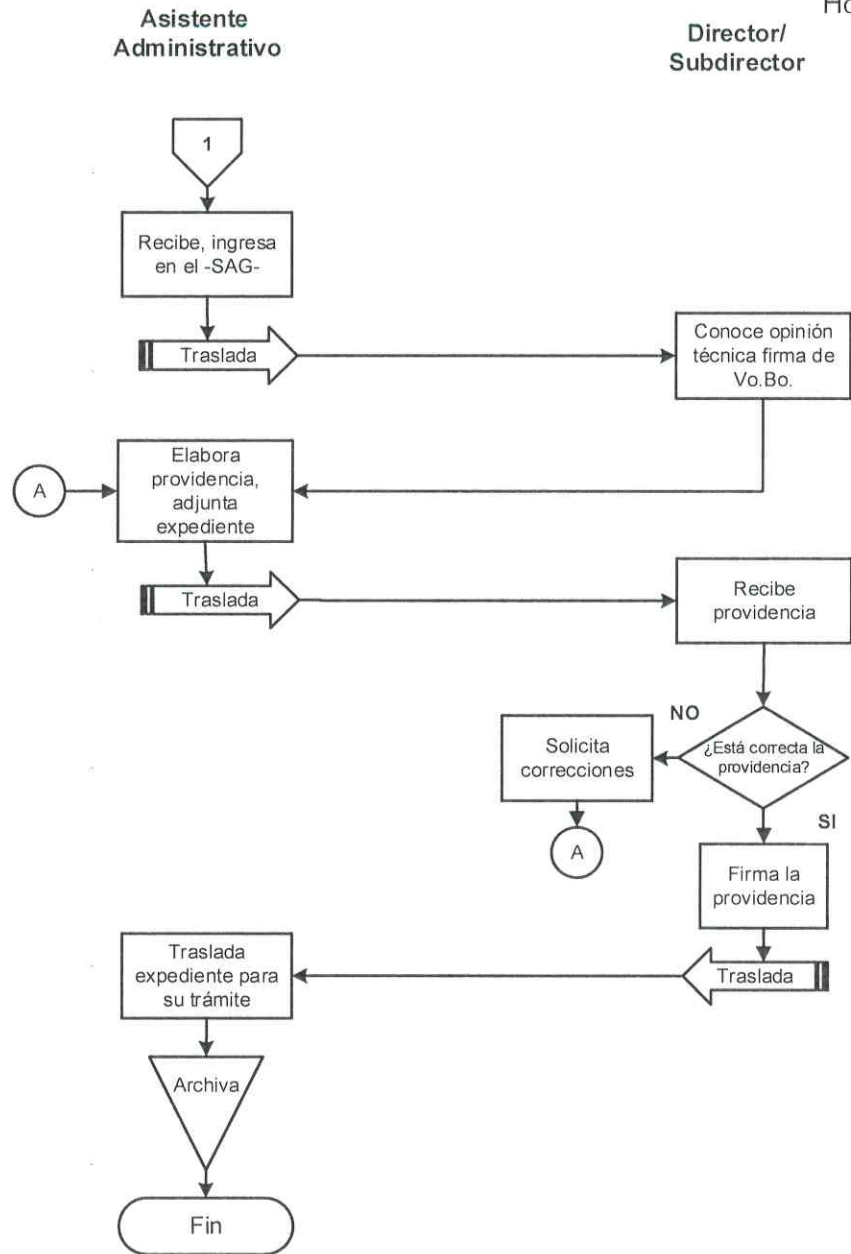 Ho
Asistente
Administrativo
Director/
Subdirector
1
Recibe, ingresa
en el -SAG-
Traslada
Conoce opinión
técnica firma de
Vo.Bo.
A
Elabora
providencia,
adjunta
expediente
Traslada
Recibe
providencia
¿Está correcta la
providencia?
NO
Solicita
correcciones
A
SI
Firma la
providencia
Traslada
Traslada
expediente para
su trámite
Archiva
Fin